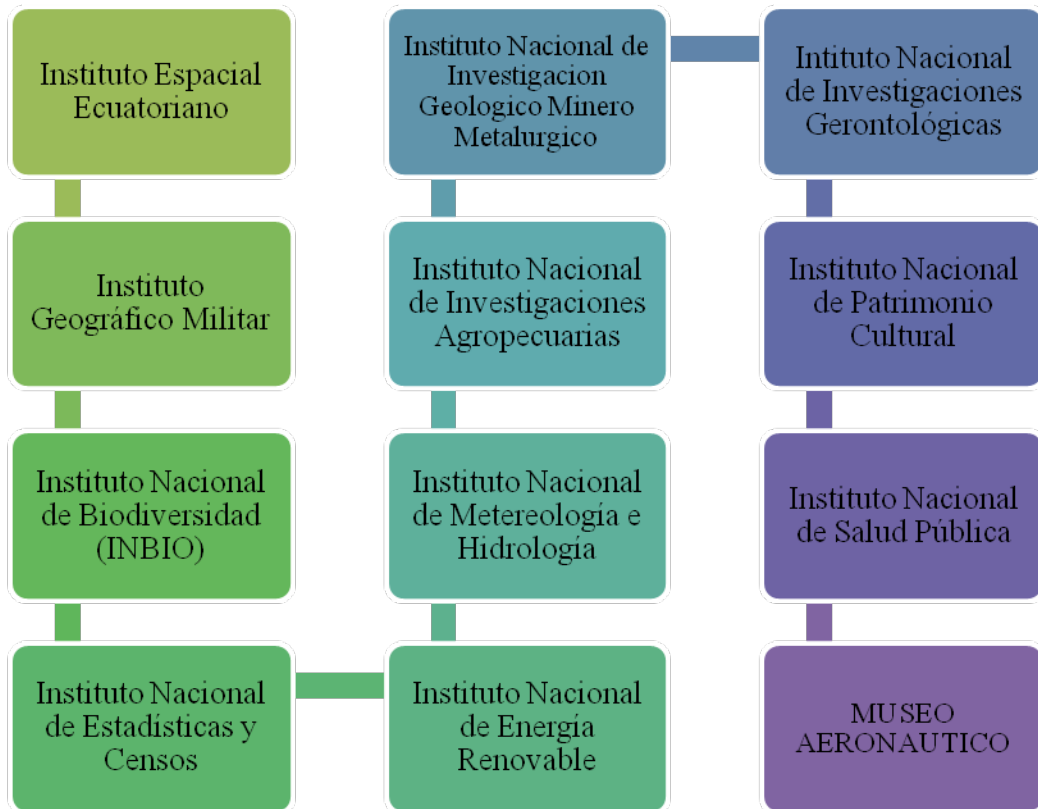 Instituto Espacial
Ecuatoriano
Instituto
Geográfico Militar
Instituto Nacional
de Biodiversidad
(INBIO)
Instituto Nacional
de Estadísticas y
Censos
Instituto Nacional
de Energía
Renovable
Instituto Nacional
de Metereología e
Hidrología
Instituto Nacional
de Investigaciones
Agropecuarias
Instituto Nacional de
Investigacion
Geologico Minero
Metalurgico
Intituto Nacional
de Investigaciones
Gerontológicas
Instituto Nacional
de Patrimonio
Cultural
Instituto Nacional
de Salud Pública
MUSEO
AERONAUTICO